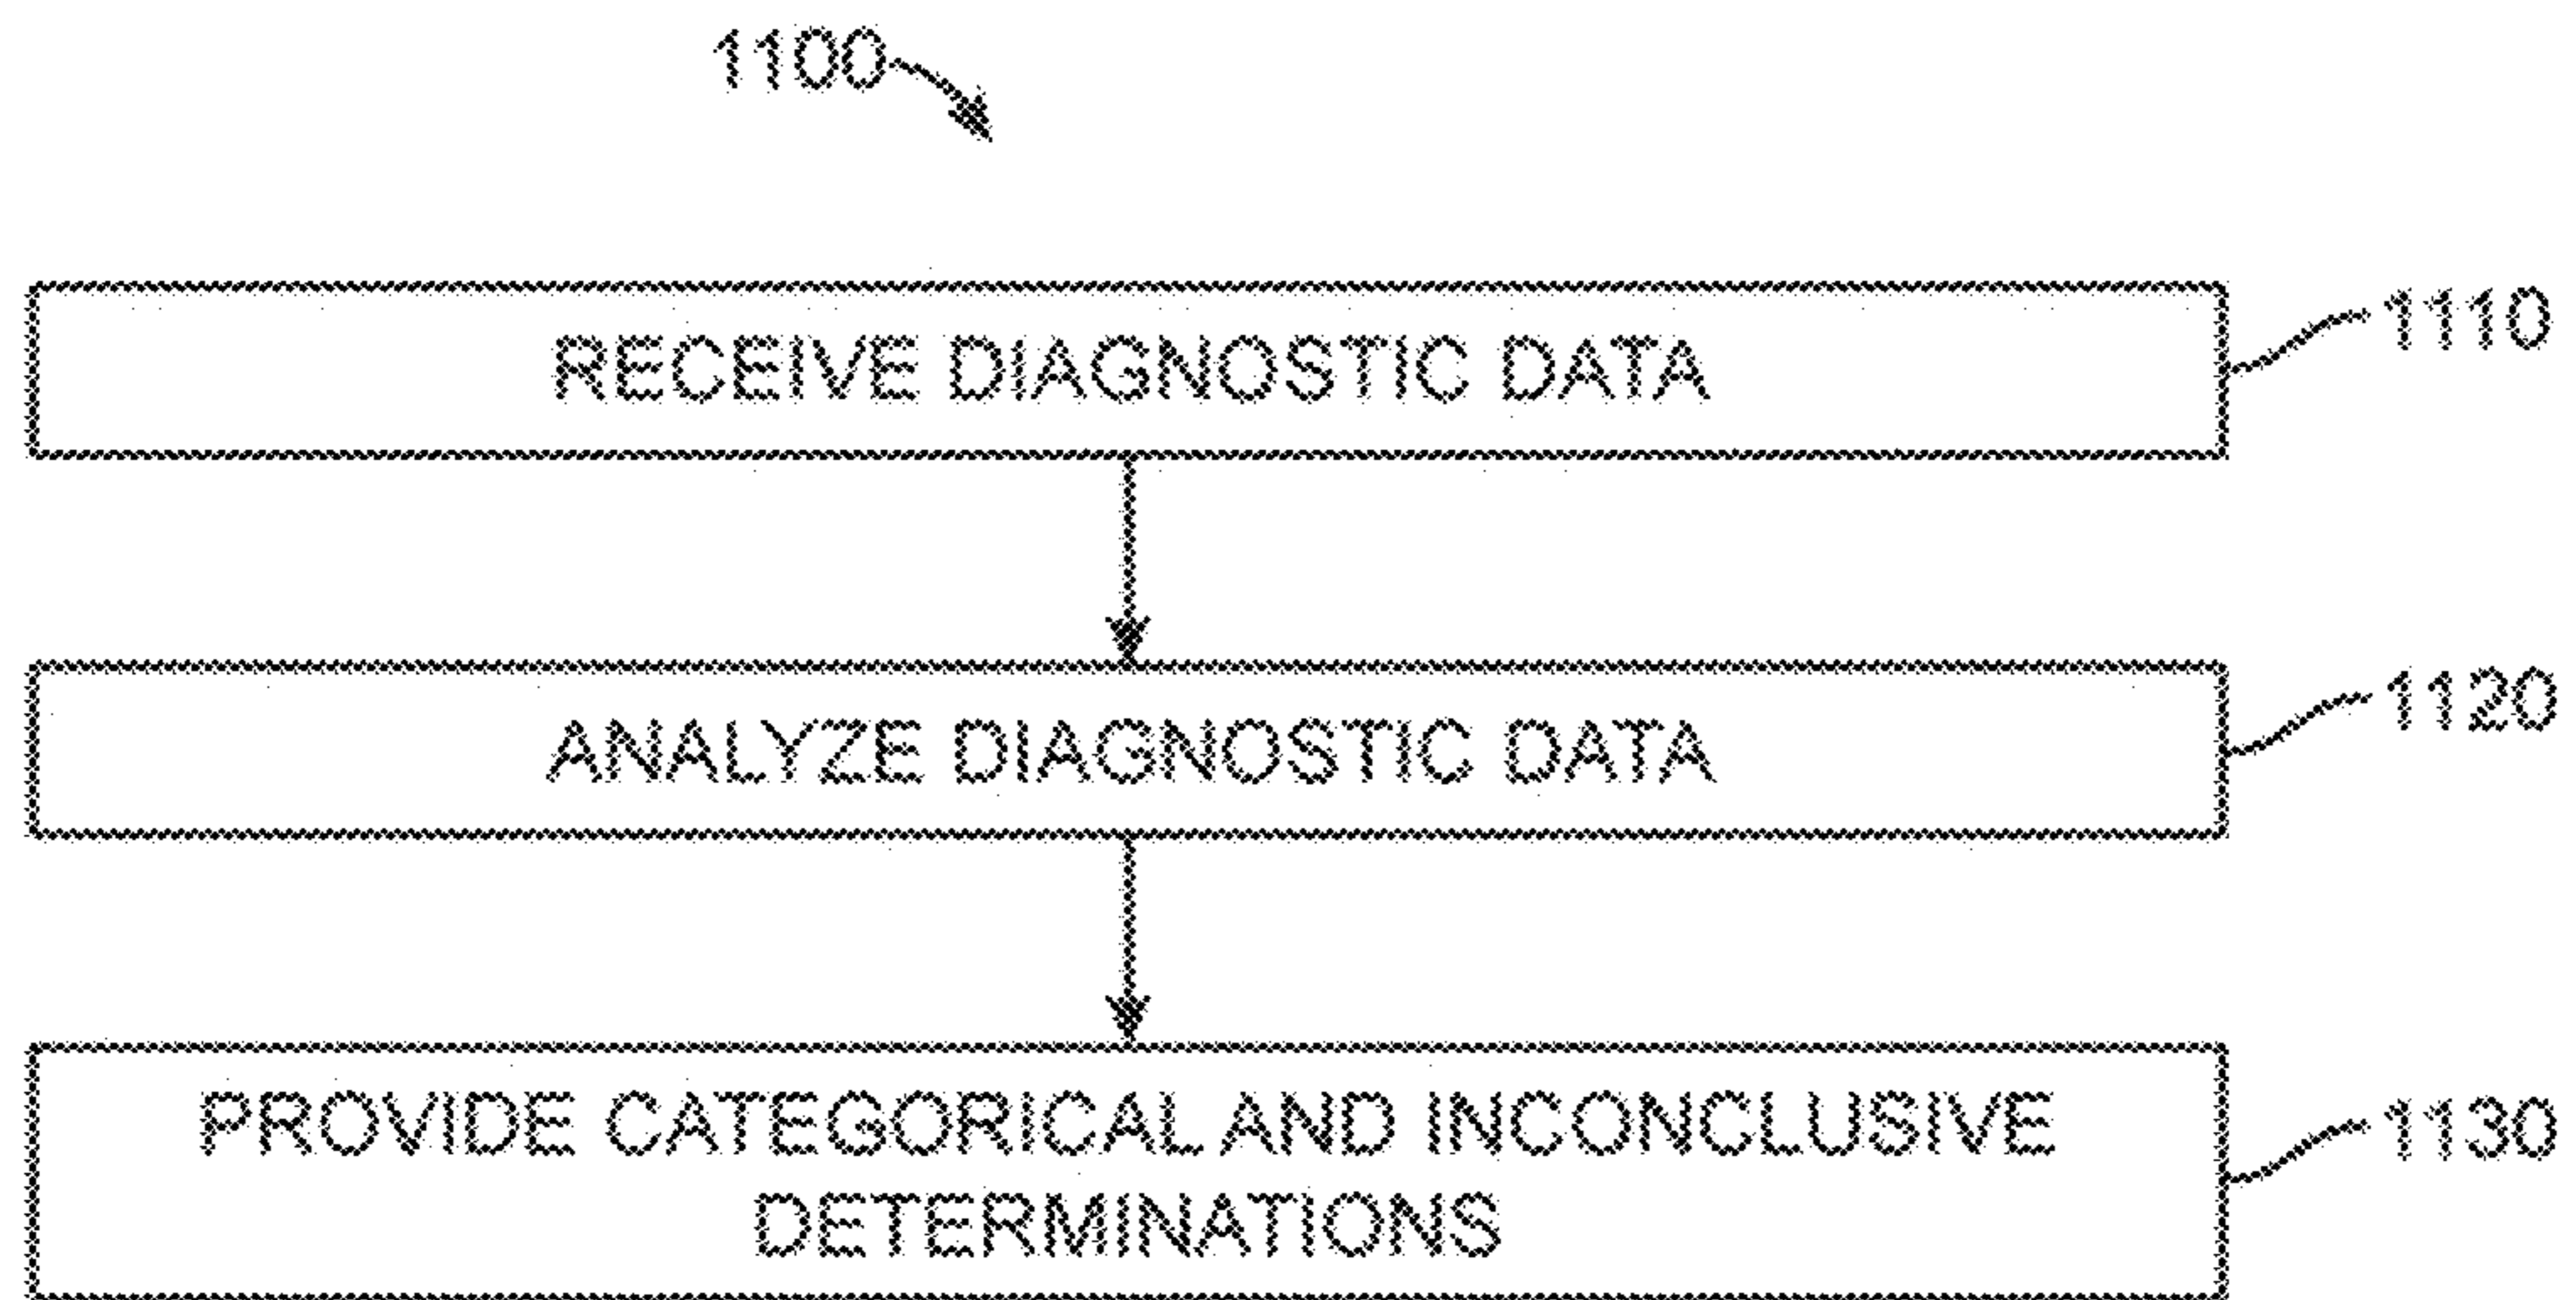 1100
RECEIVE DIAGNOSTIC DATA
1110
ANALYZE DIAGNOSTIC DATA
1120
PROVIDE CATEGORICAL AND INCONCLUSIVE
DETERMINATIONS
1130